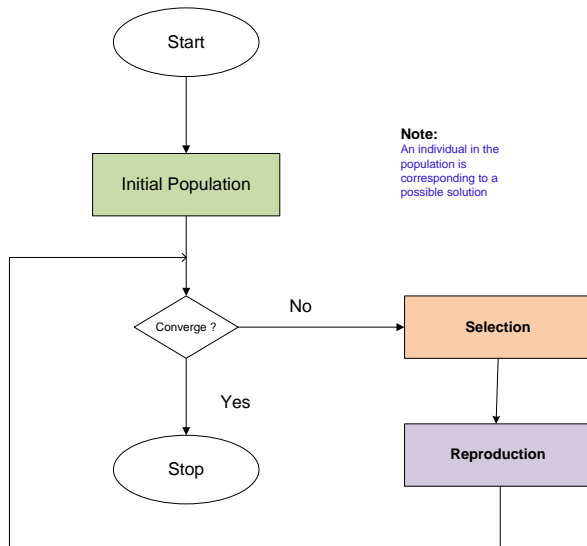 Start
Note:
An individual in the
population is
corresponding to a
possible solution
Initial Population
No
Converge ?
Selection
Yes
Reproduction
Stop